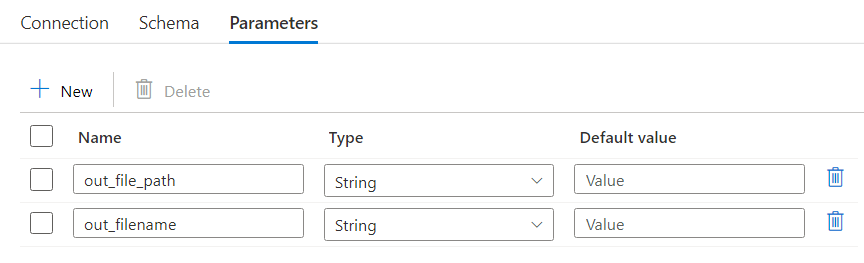 Connection Schema Parameters
New Delete
Name Type Default value
out_file_path String Value
out_filename String Value